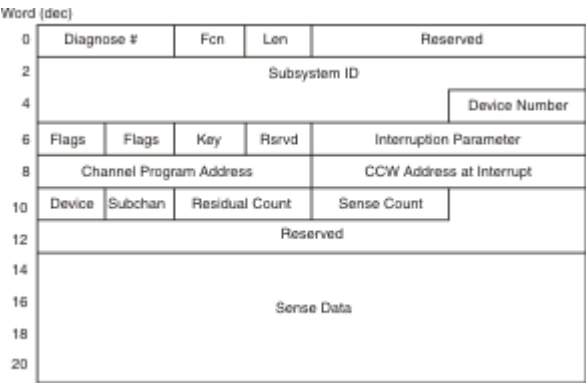 Word (dec)
0 Diagnose # Fcn Len Reserved
2 Subsystem ID
4 Device Number
6 Flags Flags Key Rsrvd Interruption Parameter
8 Channel Program Address CCW Address at Interrupt
10 Device Subchan Residual Count Sense Count
12 Reserved
14
16 Sense Data
18
20